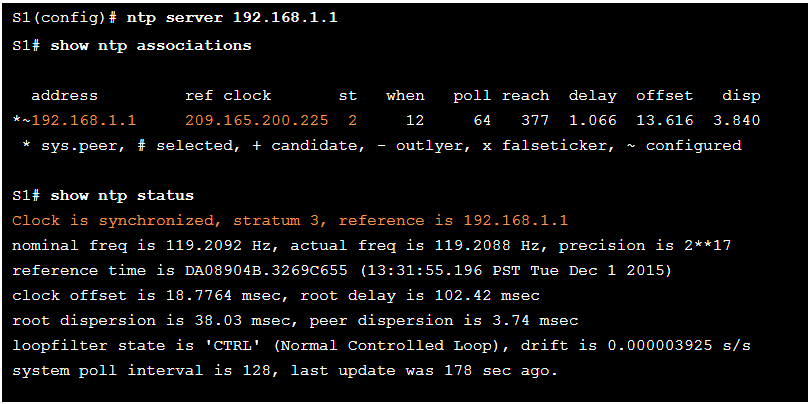 S1(config)# ntp server 192.168.1.1
S1# show ntp associations
address ref clock st when poll reach delay offset disp
*~192.168.1.1 209.165.200.225 2 12 64 377 1.066 13.616 3.840
* sys.peer, # selected, + candidate, - outlyer, x falseticker, ~ configured
S1# show ntp status
Clock is synchronized, stratum 3, reference is 192.168.1.1
nominal freq is 119.2092 Hz, actual freq is 119.2088 Hz, precision is 2**17
reference time is DA08904B.3269C655 (13:31:55.196 PST Tue Dec 1 2015)
clock offset is 18.7764 msec, root delay is 102.42 msec
root dispersion is 38.03 msec, peer dispersion is 3.74 msec
loopfilter state is 'CTRL' (Normal Controlled Loop), drift is 0.000003925 s/s
system poll interval is 128, last update was 178 sec ago.